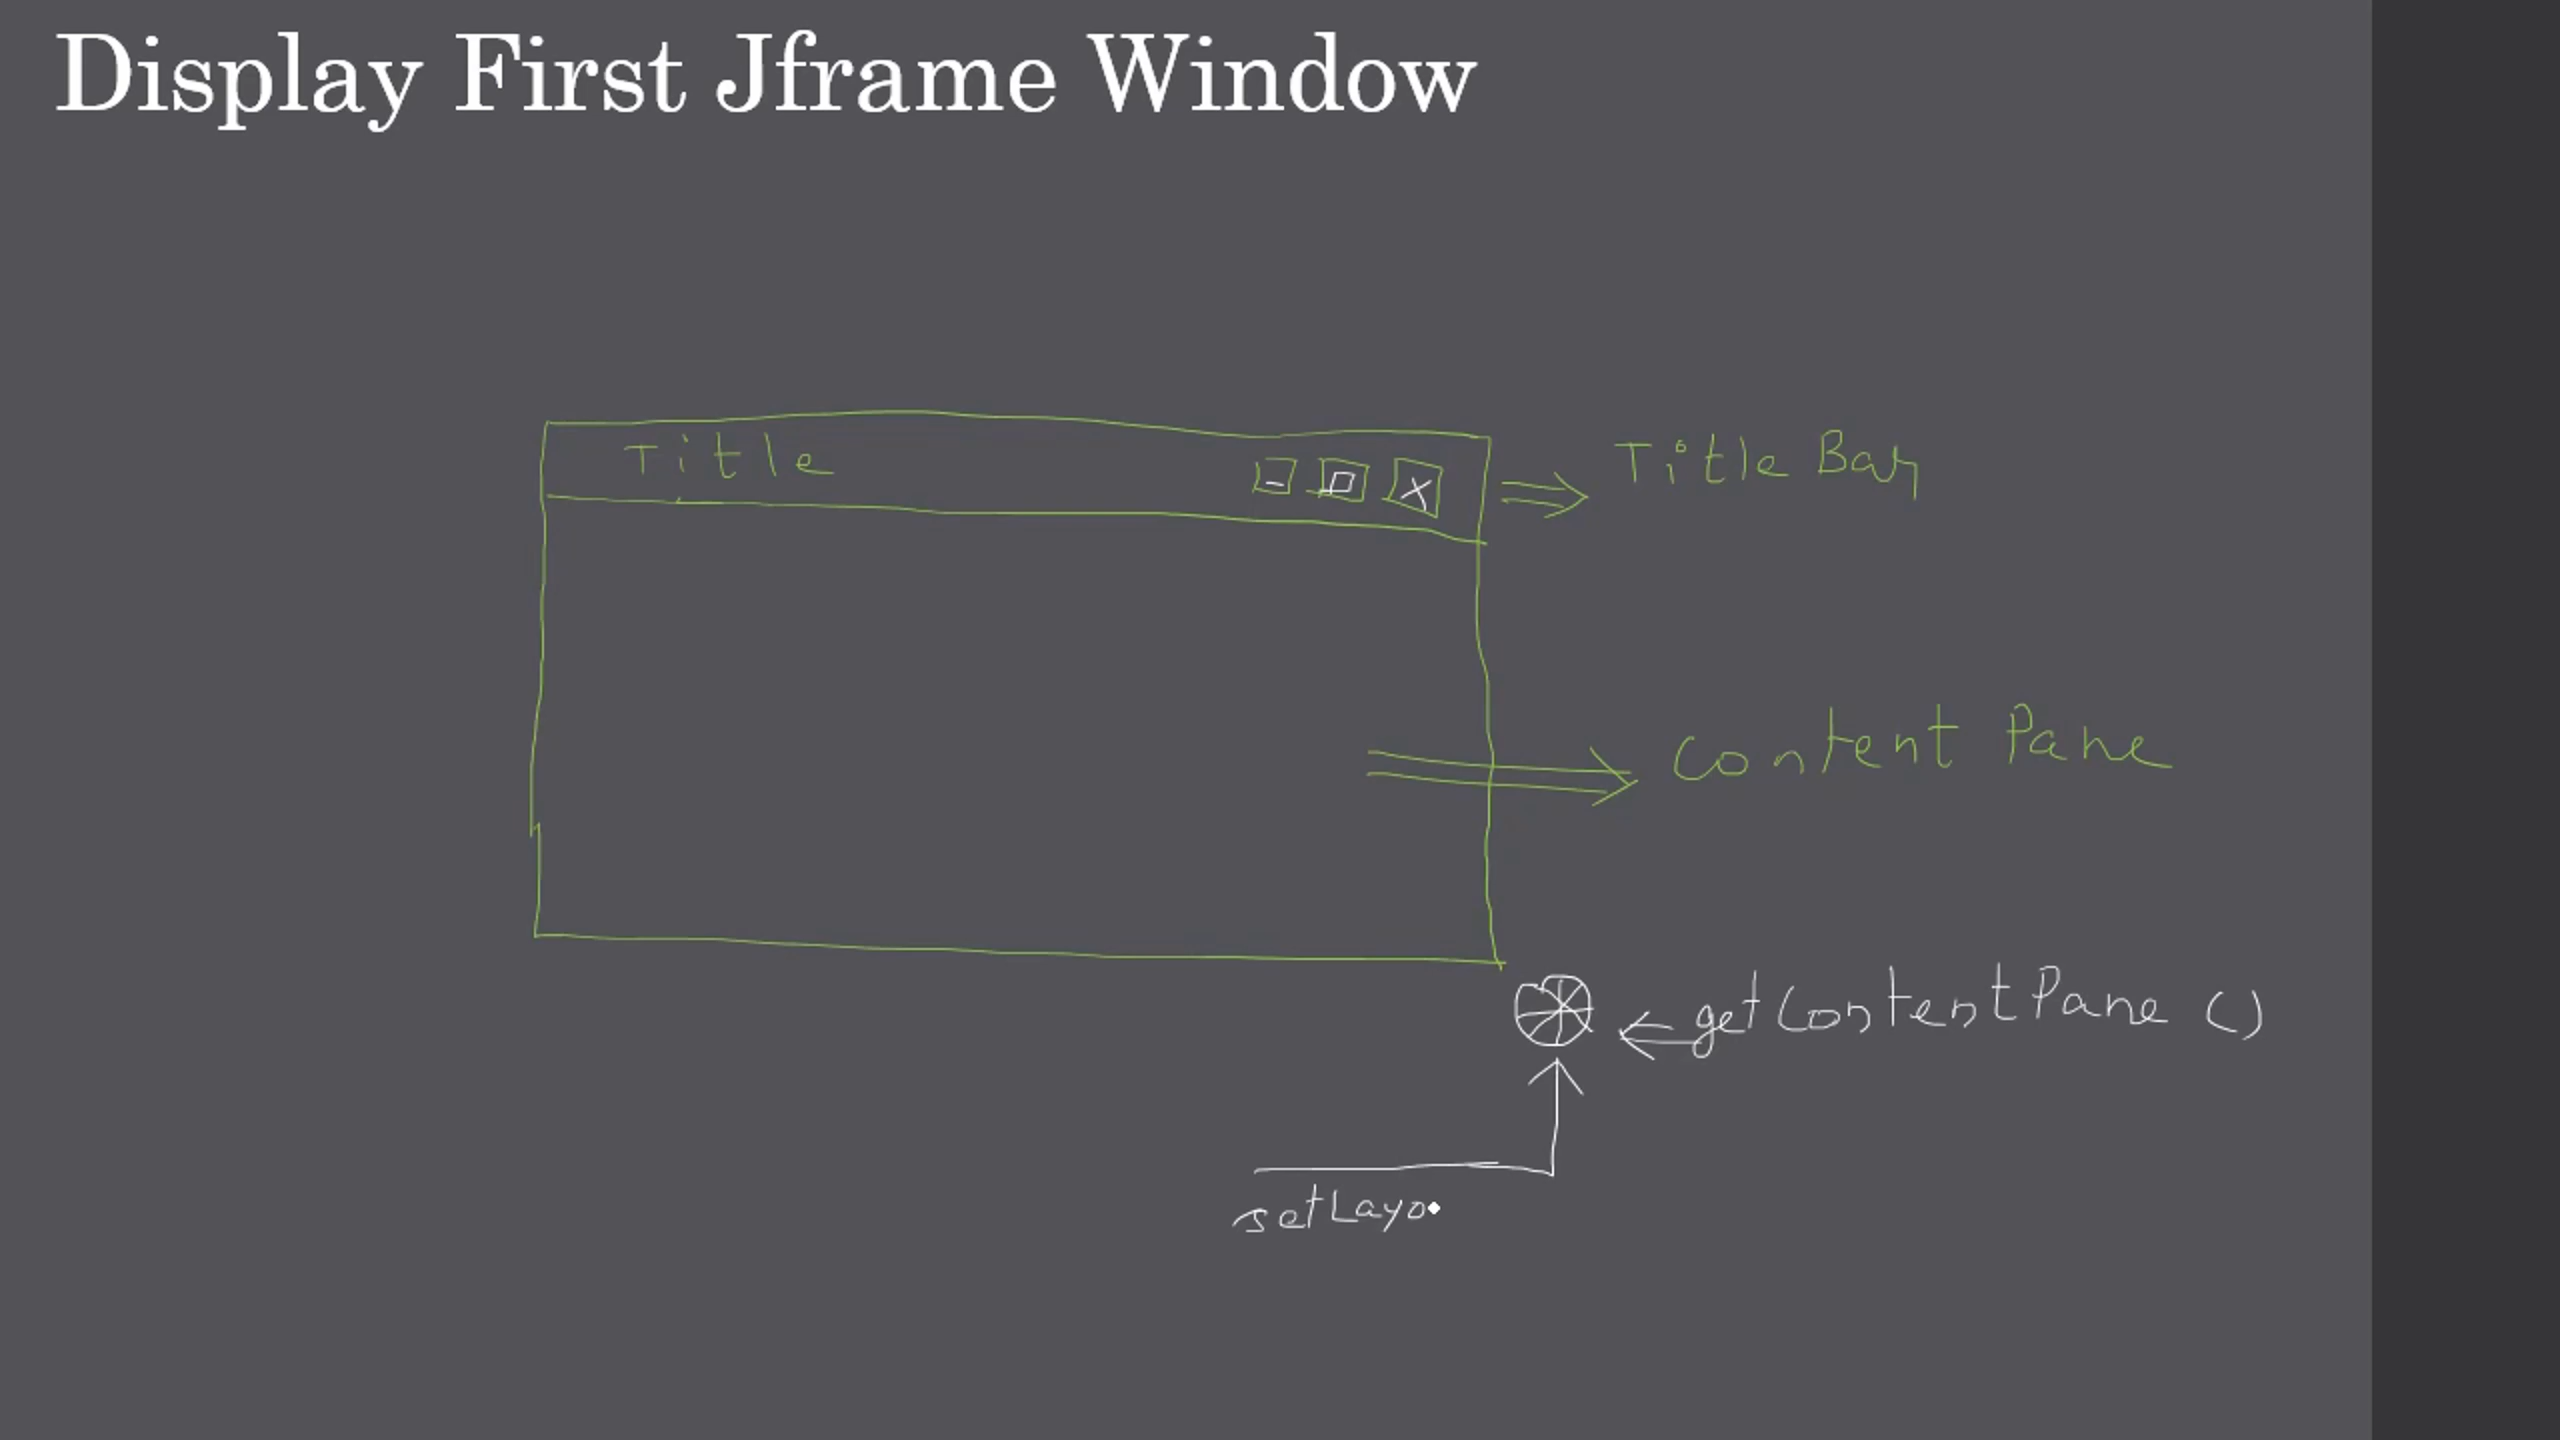 Display First Jframe Window
Title
Title Bar
Content Pane
getContentPane ()
setLayo